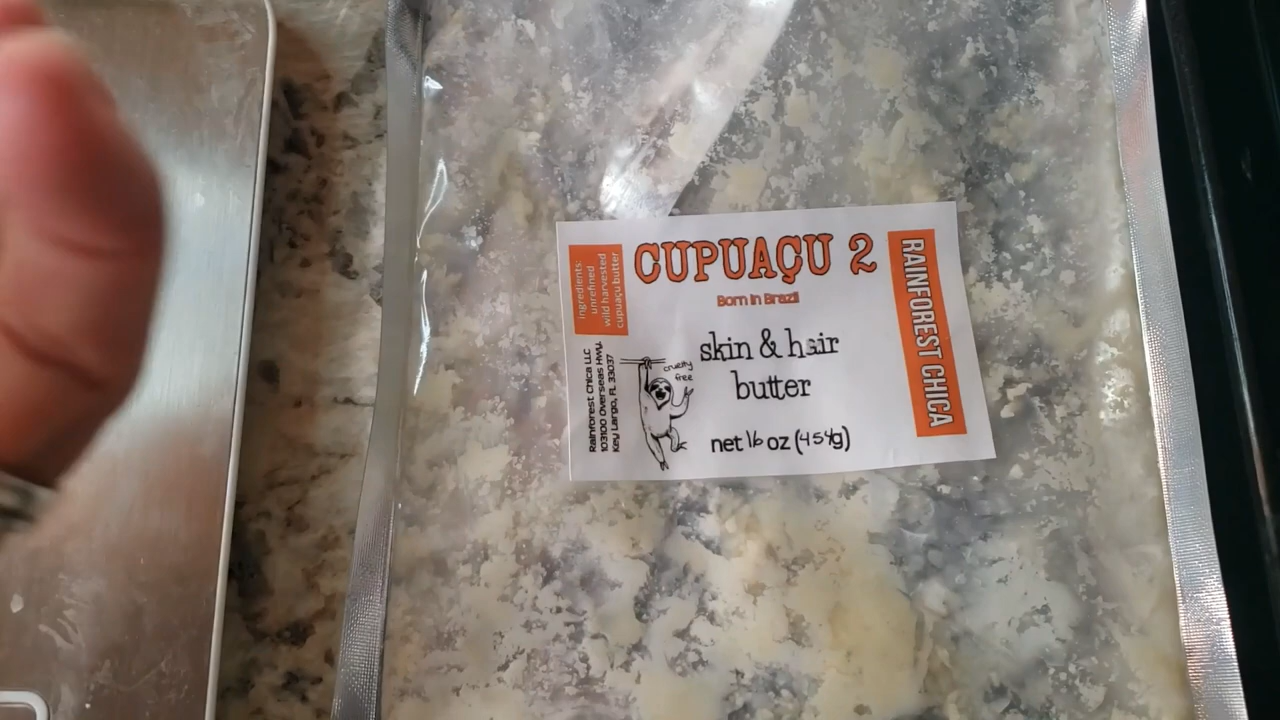 CUPUAÇU 2
Born in Brazil
skin & hair
butter
net 16 oz (454g)
ingredients:
unrefined
wild harvested
cupuaçu butter
Rainforest Chica LLC
103100 Overseas Hwy.
Key Largo, FL 33037
cruelty
free
RAINFOREST CHICA